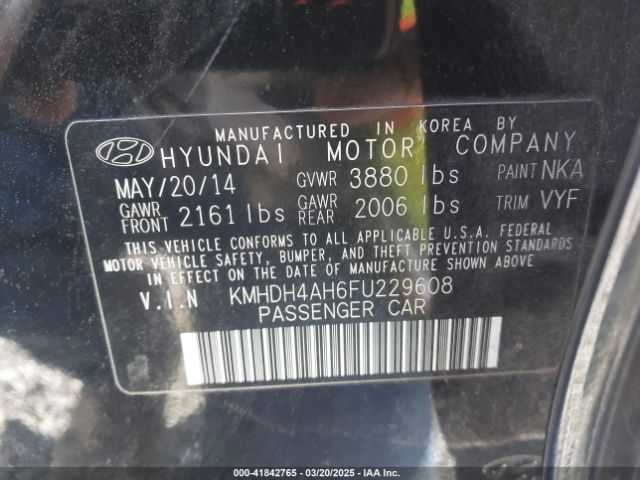 MANUFACTURED IN KOREA BY
HYUNDAI MOTOR COMPANY
MAY/20/14 GVWR 3880 lbs PAINT NKA
GAWR FRONT 2161 lbs GAWR REAR 2006 lbs TRIM VYF
THIS VEHICLE CONFORMS TO ALL APPLICABLE U.S.A. FEDERAL
MOTOR VEHICLE SAFETY, BUMPER, AND THEFT PREVENTION STANDARDS
IN EFFECT ON THE DATE OF MANUFACTURE SHOWN ABOVE
V.I.N KMHDH4AH6FU229608
PASSENGER CAR
000-41842765 | 03/20/2025 - IAA Inc.